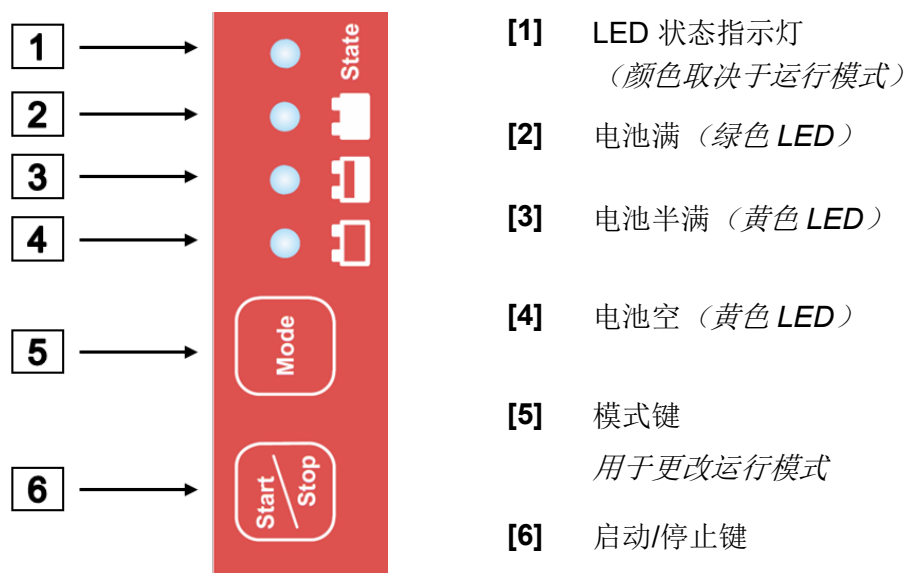 1
2
3
4
5
6
State
Mode
Start
Stop
[1] LED 状态指示灯
（颜色取决于运行模式）
[2] 电池满（绿色 LED）
[3] 电池半满（黄色 LED）
[4] 电池空（黄色 LED）
[5] 模式键
用于更改运行模式
[6] 启动/停止键